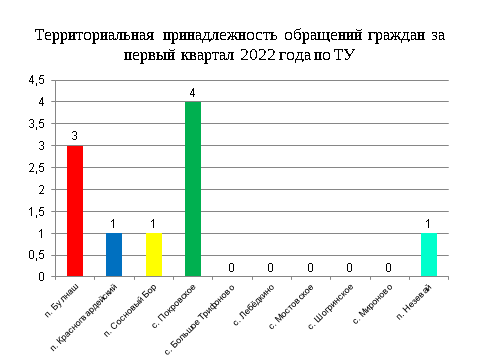 Территориальная принадлежность обращений граждан за
первый квартал 2022 года по ТУ
4,5
4
3,5
3
2,5
2
1,5
1
0,5
0
3
1
1
4
0
0
0
0
0
1
п. Буланаш
п. Красногвардейский
п. Сосновый Бор
с. Покровское
с. Большое Трифоново
с. Лебёдкино
с. Мостовское
с. Шогринское
с. Мироново
п. Незевай